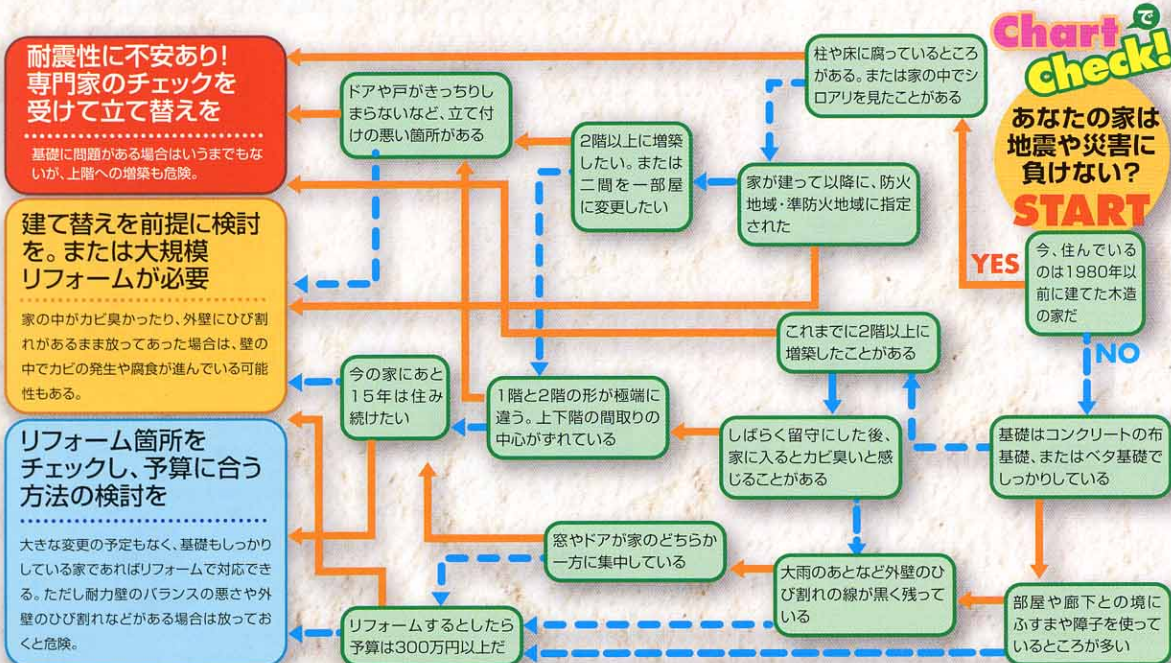 Chart で
Check!
あなたの家は
地震や災害に
負けない?
START
今、住んでいる
のは1980年以
前に建てた木造
の家だ
YES
NO
柱や床に腐っているところ
がある。または家の中でシ
ロアリを見たことがある
家が建って以降に、防火
地域・準防火地域に指定
された
2階以上に増築
したい。または
二間を一部屋
に変更したい
ドアや戸がきっちりし
まらないなど、立て付
けの悪い箇所がある
基礎はコンクリートの布
基礎、またはベタ基礎で
しっかりしている
これまでに2階以上に
増築したことがある
しばらく留守にした後、
家に入るとカビ臭いと感
じることがある
1階と2階の形が極端に
違う。上下階の間取りの
中心がずれている
今の家にあと
15年は住み
続けたい
部屋や廊下との境に
ふすまや障子を使って
いるところが多い
大雨のあとなど外壁のひ
び割れの線が黒く残って
いる
窓やドアが家のどちらか
一方に集中している
リフォームするとしたら
予算は300万円以上だ
耐震性に不安あり!
専門家のチェックを
受けて立て替えを
基礎に問題がある場合はいうまでもな
いが、上階への増築も危険。
建て替えを前提に検討
を。または大規模
リフォームが必要
家の中がカビ臭かったり、外壁にひび割
れがあるまま放ってあった場合は、壁の
中でカビの発生や腐食が進んでいる可能
性もある。
リフォーム箇所を
チェックし、予算に合う
方法の検討を
大きな変更の予定もなく、基礎もしっかり
している家であればリフォームで対応でき
る。ただし耐力壁のバランスの悪さや外
壁のひび割れなどがある場合は放ってお
くと危険。